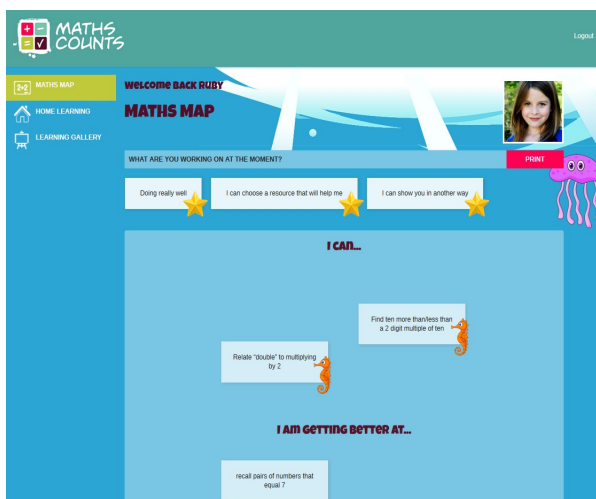 MATHS
COUNTS
Logout
2+2
MATHS MAP
HOME LEARNING
LEARNING GALLERY
WELCOME BACK RUBY
MATHS MAP
WHAT ARE YOU WORKING ON AT THE MOMENT?
PRINT
Doing really well
I can choose a resource that will help me
I can show you in another way
I CAN...
Find ten more than/less than
a 2 digit multiple of ten
Relate "double" to multiplying
by 2
I AM GETTING BETTER AT...
recall pairs of numbers that
equal 7